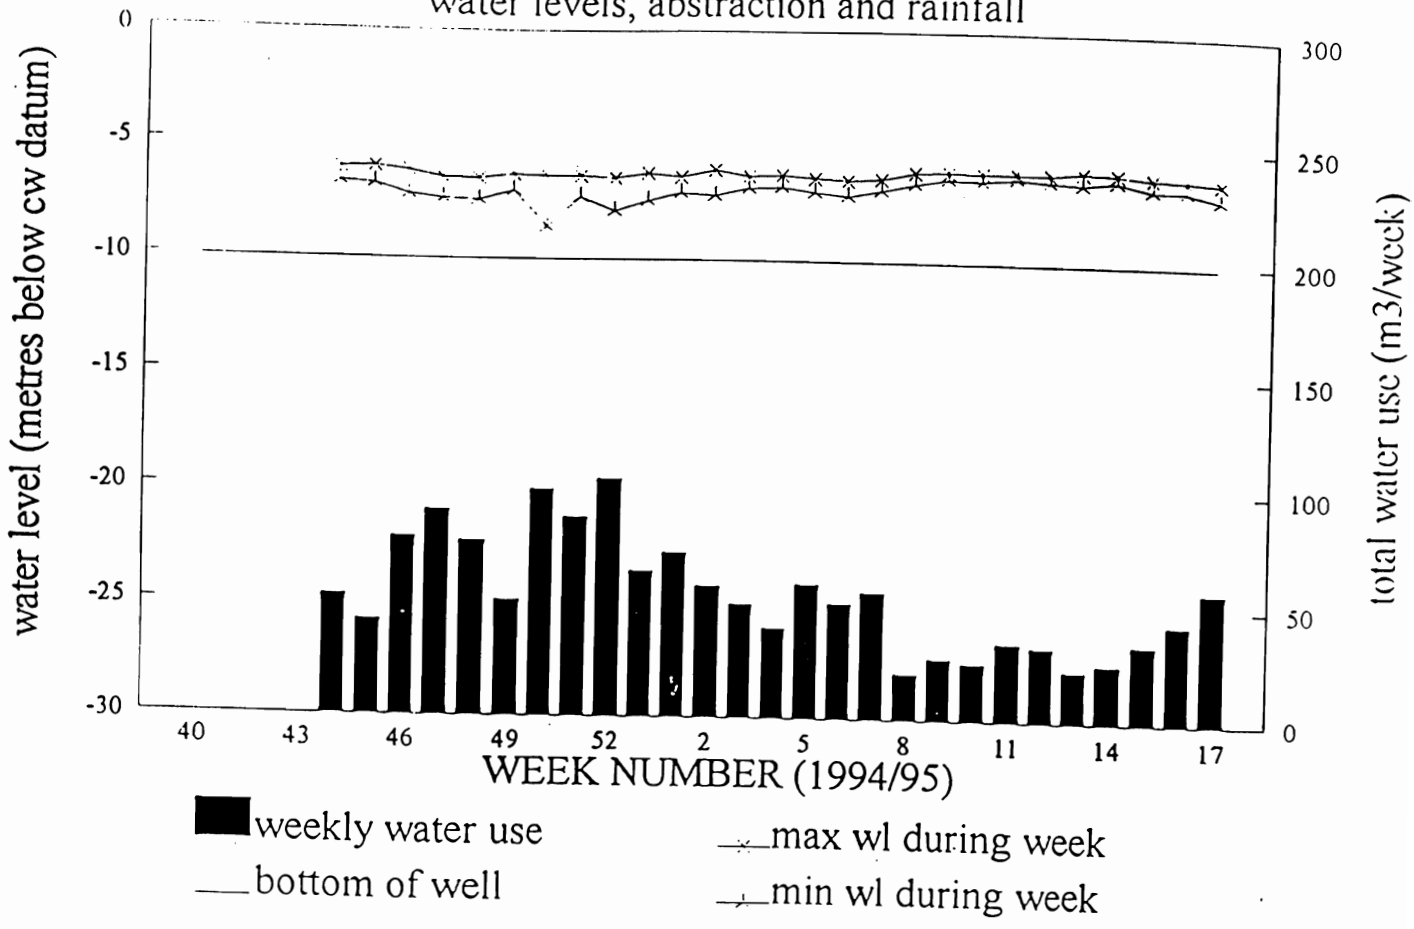 water levels, abstraction and rainfall
0
-5
-10
-15
-20
-25
-30
water level (metres below cw datum)
300
250
200
150
100
50
0
total water use (m3/week)
40 43 46 49 52 2 5 8 11 14 17
WEEK NUMBER (1994/95)
weekly water use
max wl during week
bottom of well
min wl during week